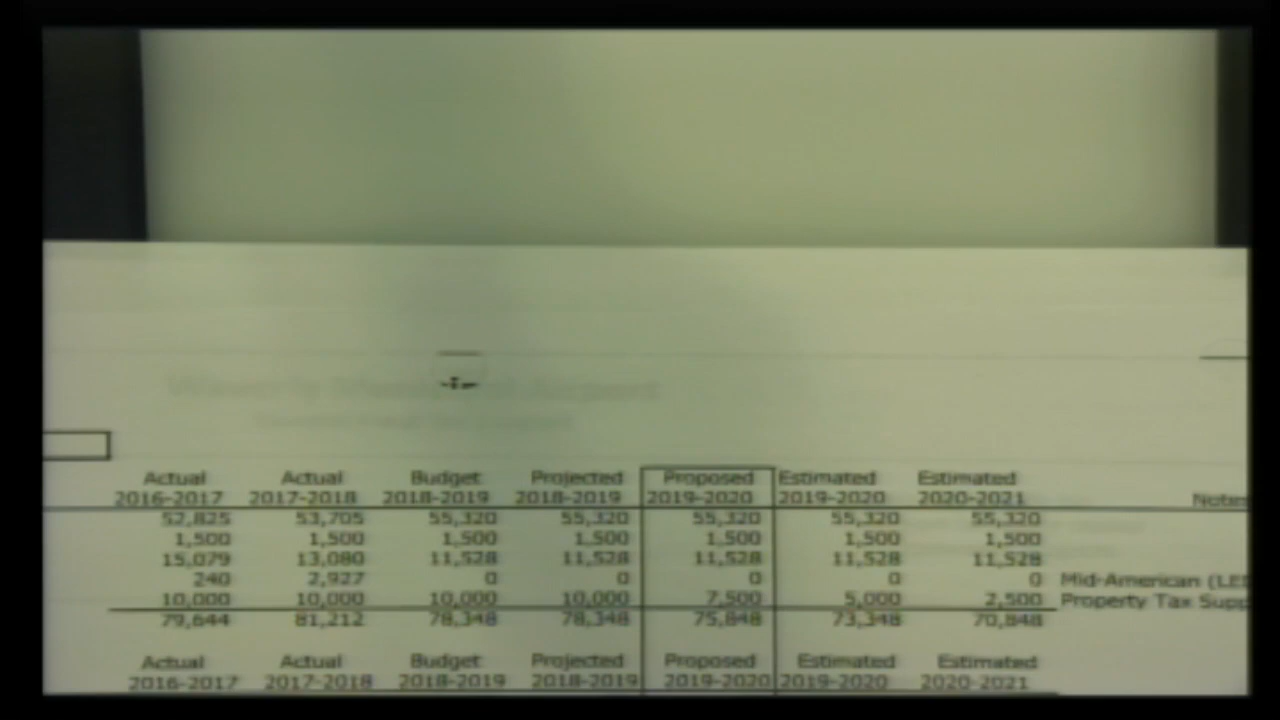 Actual Actual Budget Projected Proposed Estimated Estimated
2016-2017 2017-2018 2018-2019 2018-2019 2019-2020 2019-2020 2020-2021 Notes
52,825 53,705 55,320 55,320 55,320 55,320 55,320
1,500 1,500 1,500 1,500 1,500 1,500 1,500
15,079 13,080 11,528 11,528 11,528 11,528 11,528
240 2,927 0 0 0 0 0 Mid-American (LED
10,000 10,000 10,000 10,000 7,500 5,000 2,500 Property Tax Supp
79,644 81,212 78,348 78,348 75,848 73,348 70,848
Actual Actual Budget Projected Proposed Estimated Estimated
2016-2017 2017-2018 2018-2019 2018-2019 2019-2020 2019-2020 2020-2021